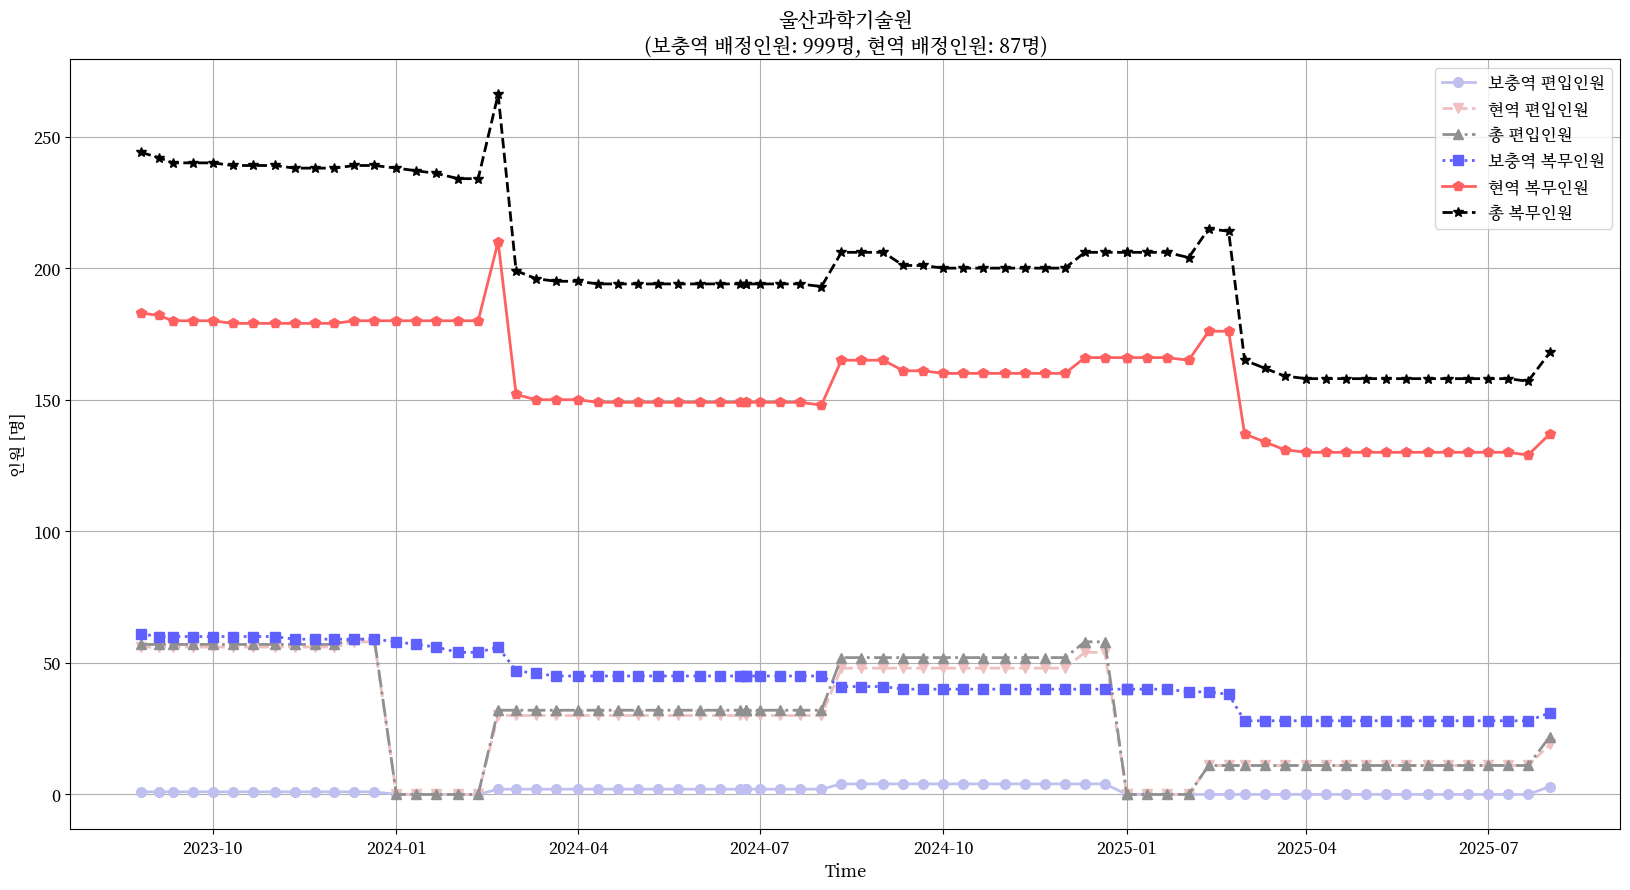 울산과학기술원
(보충역 배정인원: 999명, 현역 배정인원: 87명)
보충역 편입인원
현역 편입인원
총 편입인원
보충역 복무인원
현역 복무인원
총 복무인원
인원 [명]
250
200
150
100
50
0
2023-10
2024-01
2024-04
2024-07
2024-10
2025-01
2025-04
2025-07
Time